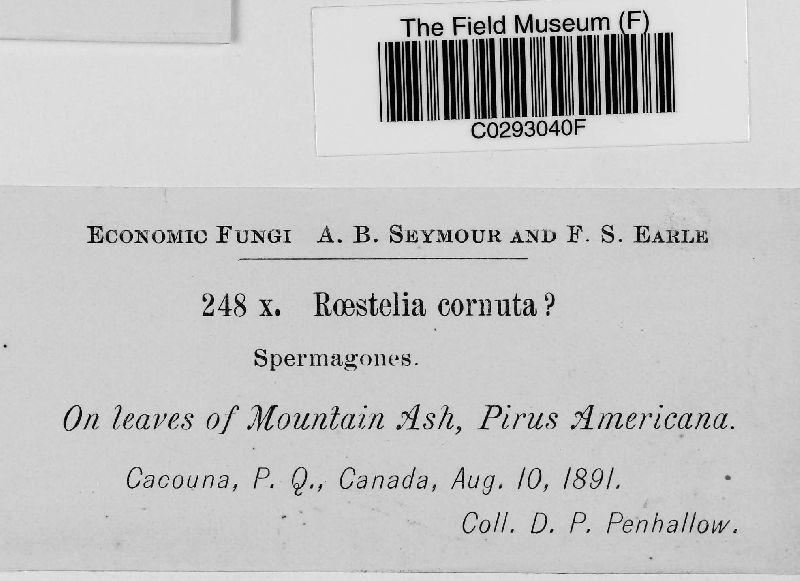 The Field Museum (F)
C0293040F
Economic Fungi A. B. Seymour and F. S. Earle
248 x. Rœstelia cornuta?
Spermagones.
On leaves of Mountain Ash, Pirus Americana.
Cacouna, P. Q., Canada, Aug. 10, 1891.
Coll. D. P. Penhallow.